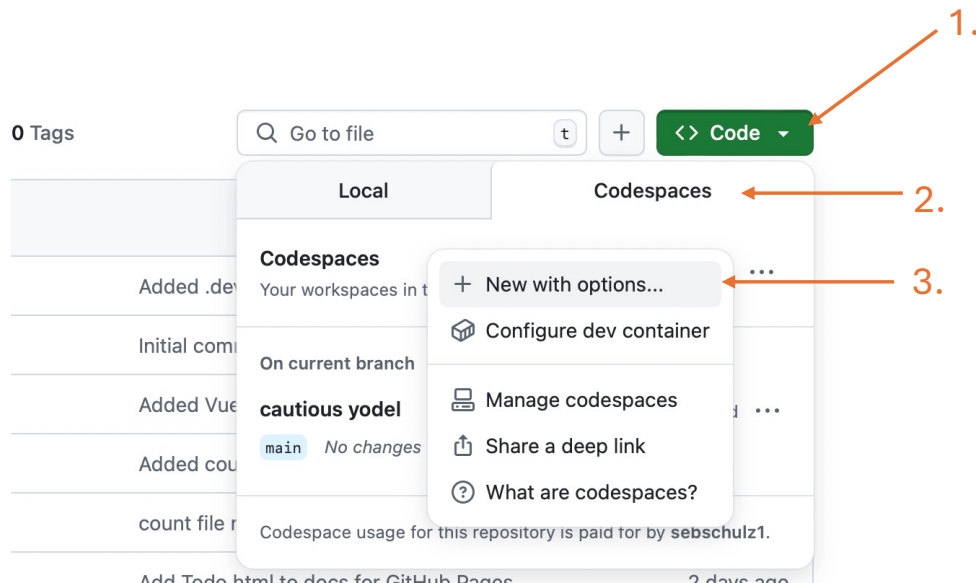 1.
0 Tags
Go to file
t
Code
Local
Codespaces
2.
Codespaces
Your workspaces in t
New with options...
3.
Configure dev container
On current branch
cautious yodel
main No changes
Manage codespaces
Share a deep link
What are codespaces?
Codespace usage for this repository is paid for by sebschulz1.
Added .de
Initial com
Added Vue
Added cou
count file
Add Todo html to docs for GitHub Pages
2 days ago